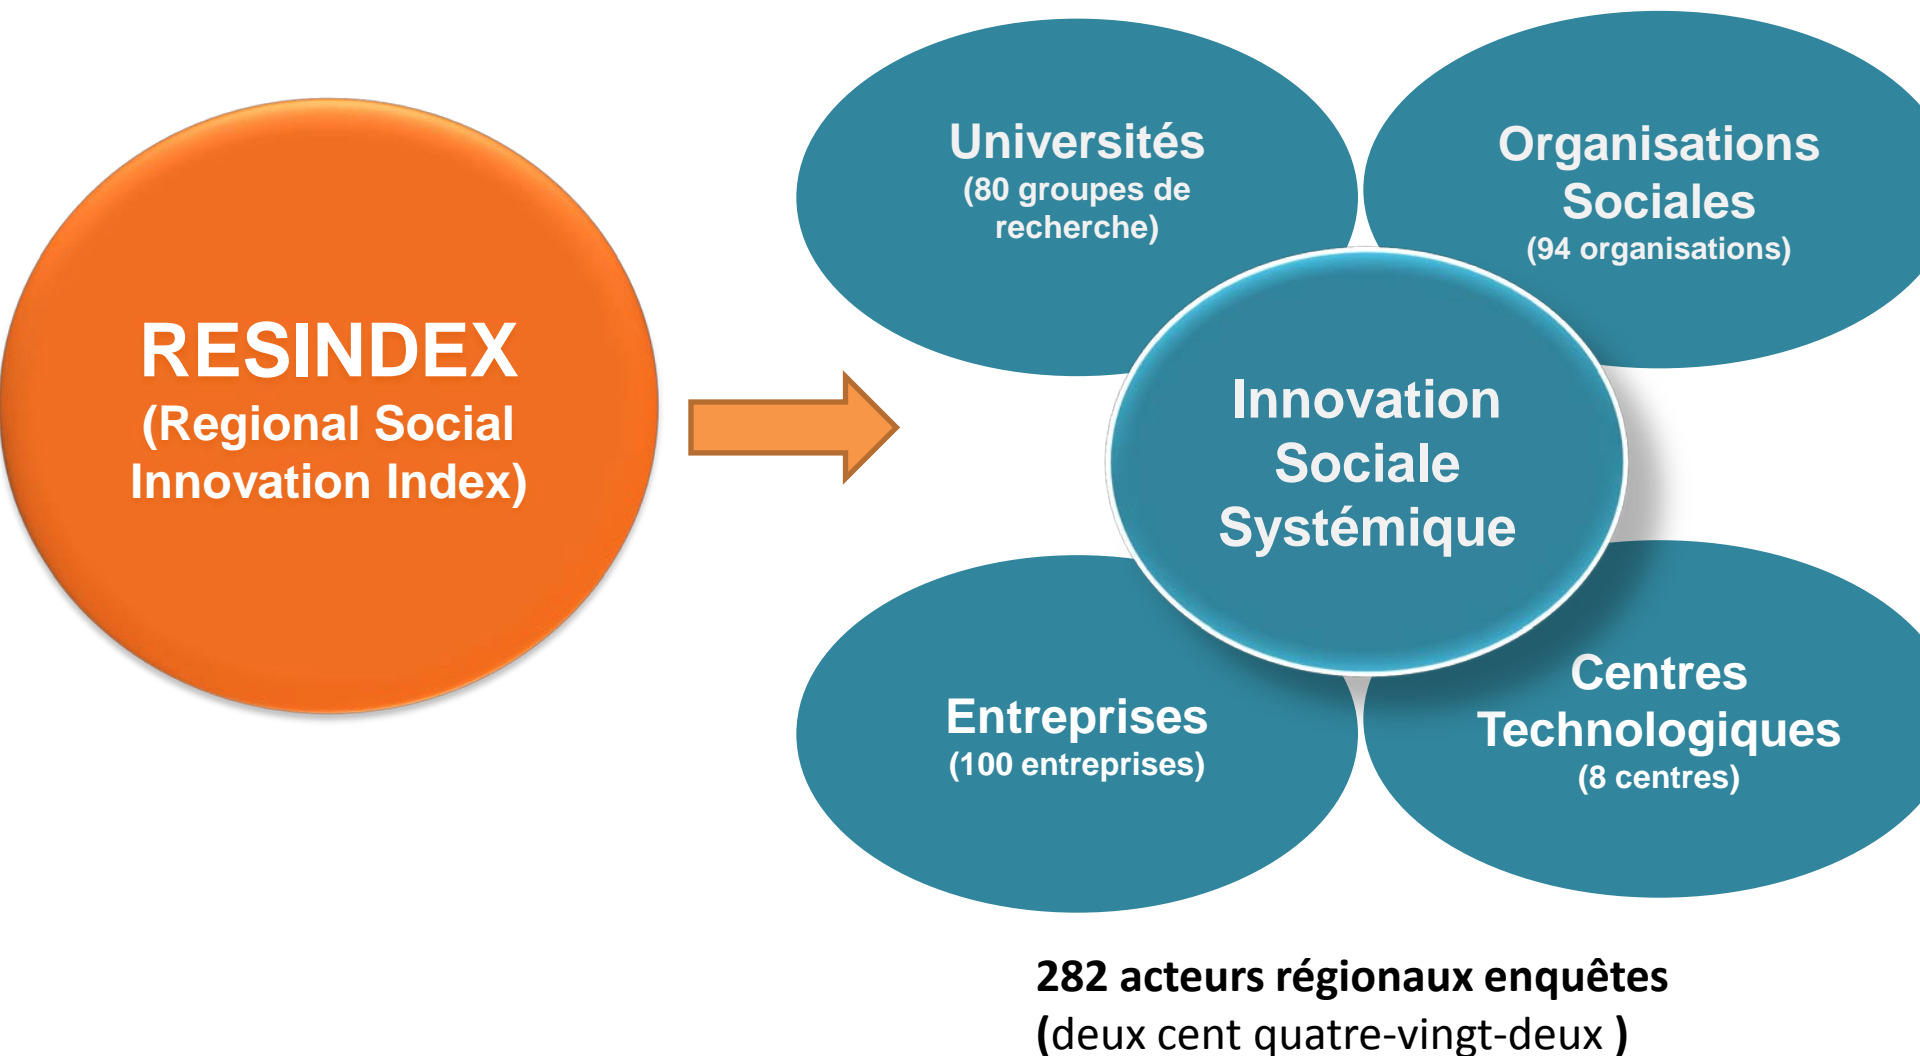 RESINDEX
(Regional Social
Innovation Index)
Universités
(80 groupes de
recherche)
Organisations
Sociales
(94 organisations)
Innovation
Sociale
Systémique
Entreprises
(100 entreprises)
Centres
Technologiques
(8 centres)
282 acteurs régionaux enquêtes
(deux cent quatre-vingt-deux )